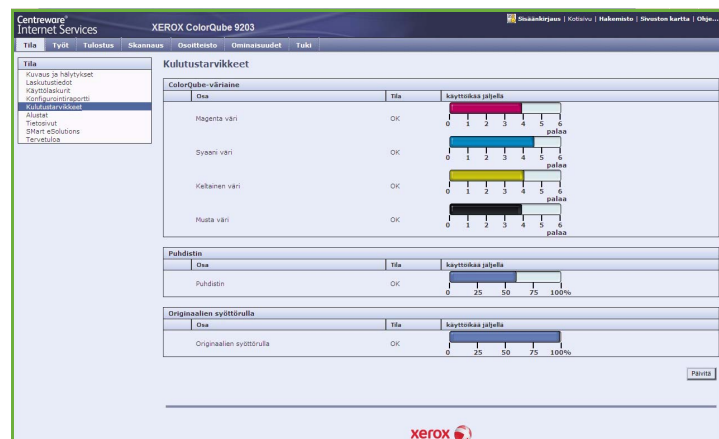 Centreware®
Internet Services
XEROX ColorQube 9203
Sisäänkirjaus | Kotisivu | Hakemisto | Sivuston kartta | Ohje...
Tila Työt Tulostus Skannaus Osoitteisto Ominaisuudet Tuki
Tila
Kuvaus ja hälytykset
Laskutustiedot
Käyttölaskurit
Konfigurointiraportti
Kulutustarvikkeet
Alustat
Tietosivut
SMart eSolutions
Tervetuloa
Kulutustarvikkeet
ColorQube-väriaine
Osa Tila käyttöikää jäljellä
Magenta väri OK
0 1 2 3 4 5 6
palaa
Syaani väri OK
0 1 2 3 4 5 6
palaa
Keltainen väri OK
0 1 2 3 4 5 6
palaa
Musta väri OK
0 1 2 3 4 5 6
palaa
Puhdistin
Osa Tila käyttöikää jäljellä
Puhdistin OK
0 25 50 75 100%
Originaalien syöttörulla
Osa Tila käyttöikää jäljellä
Originaalien syöttörulla OK
0 25 50 75 100%
Päivitä
xerox